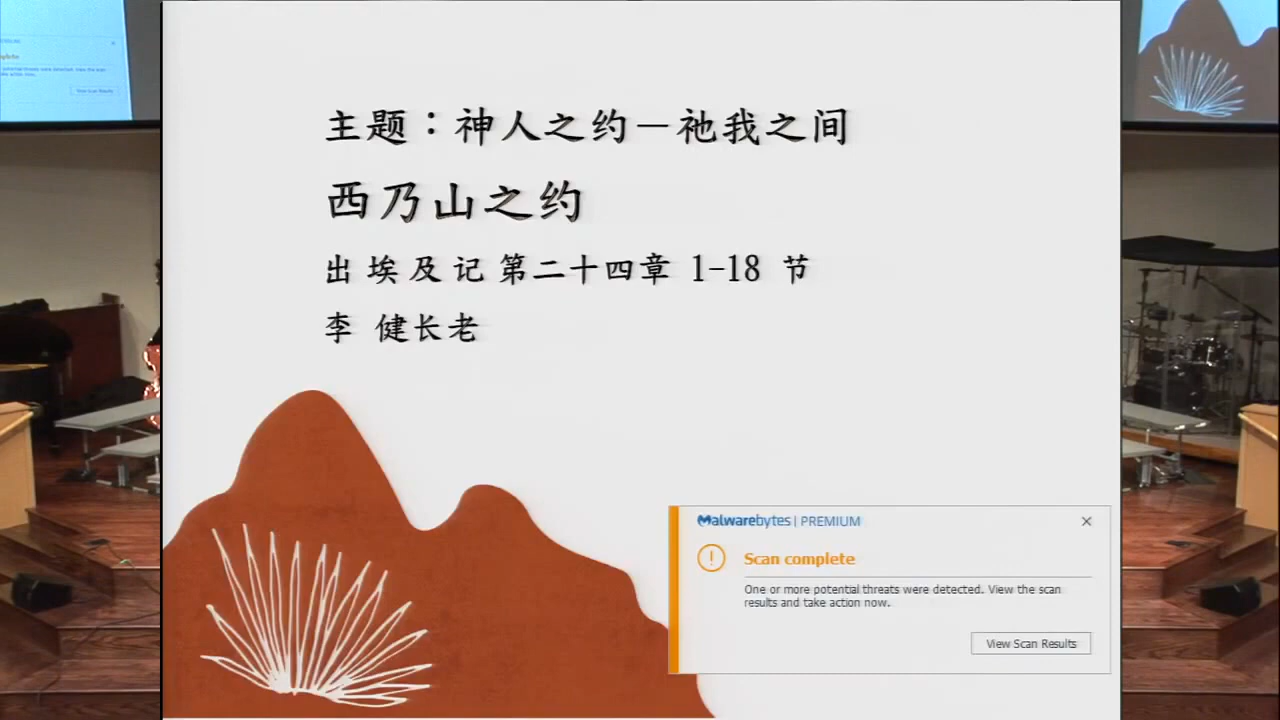 主题：神人之约－祂我之间
西乃山之约
出埃及记 第二十四章 1-18 节
李 健长老
Malwarebytes | PREMIUM
Scan complete
One or more potential threats were detected. View the scan
results and take action now.
View Scan Results